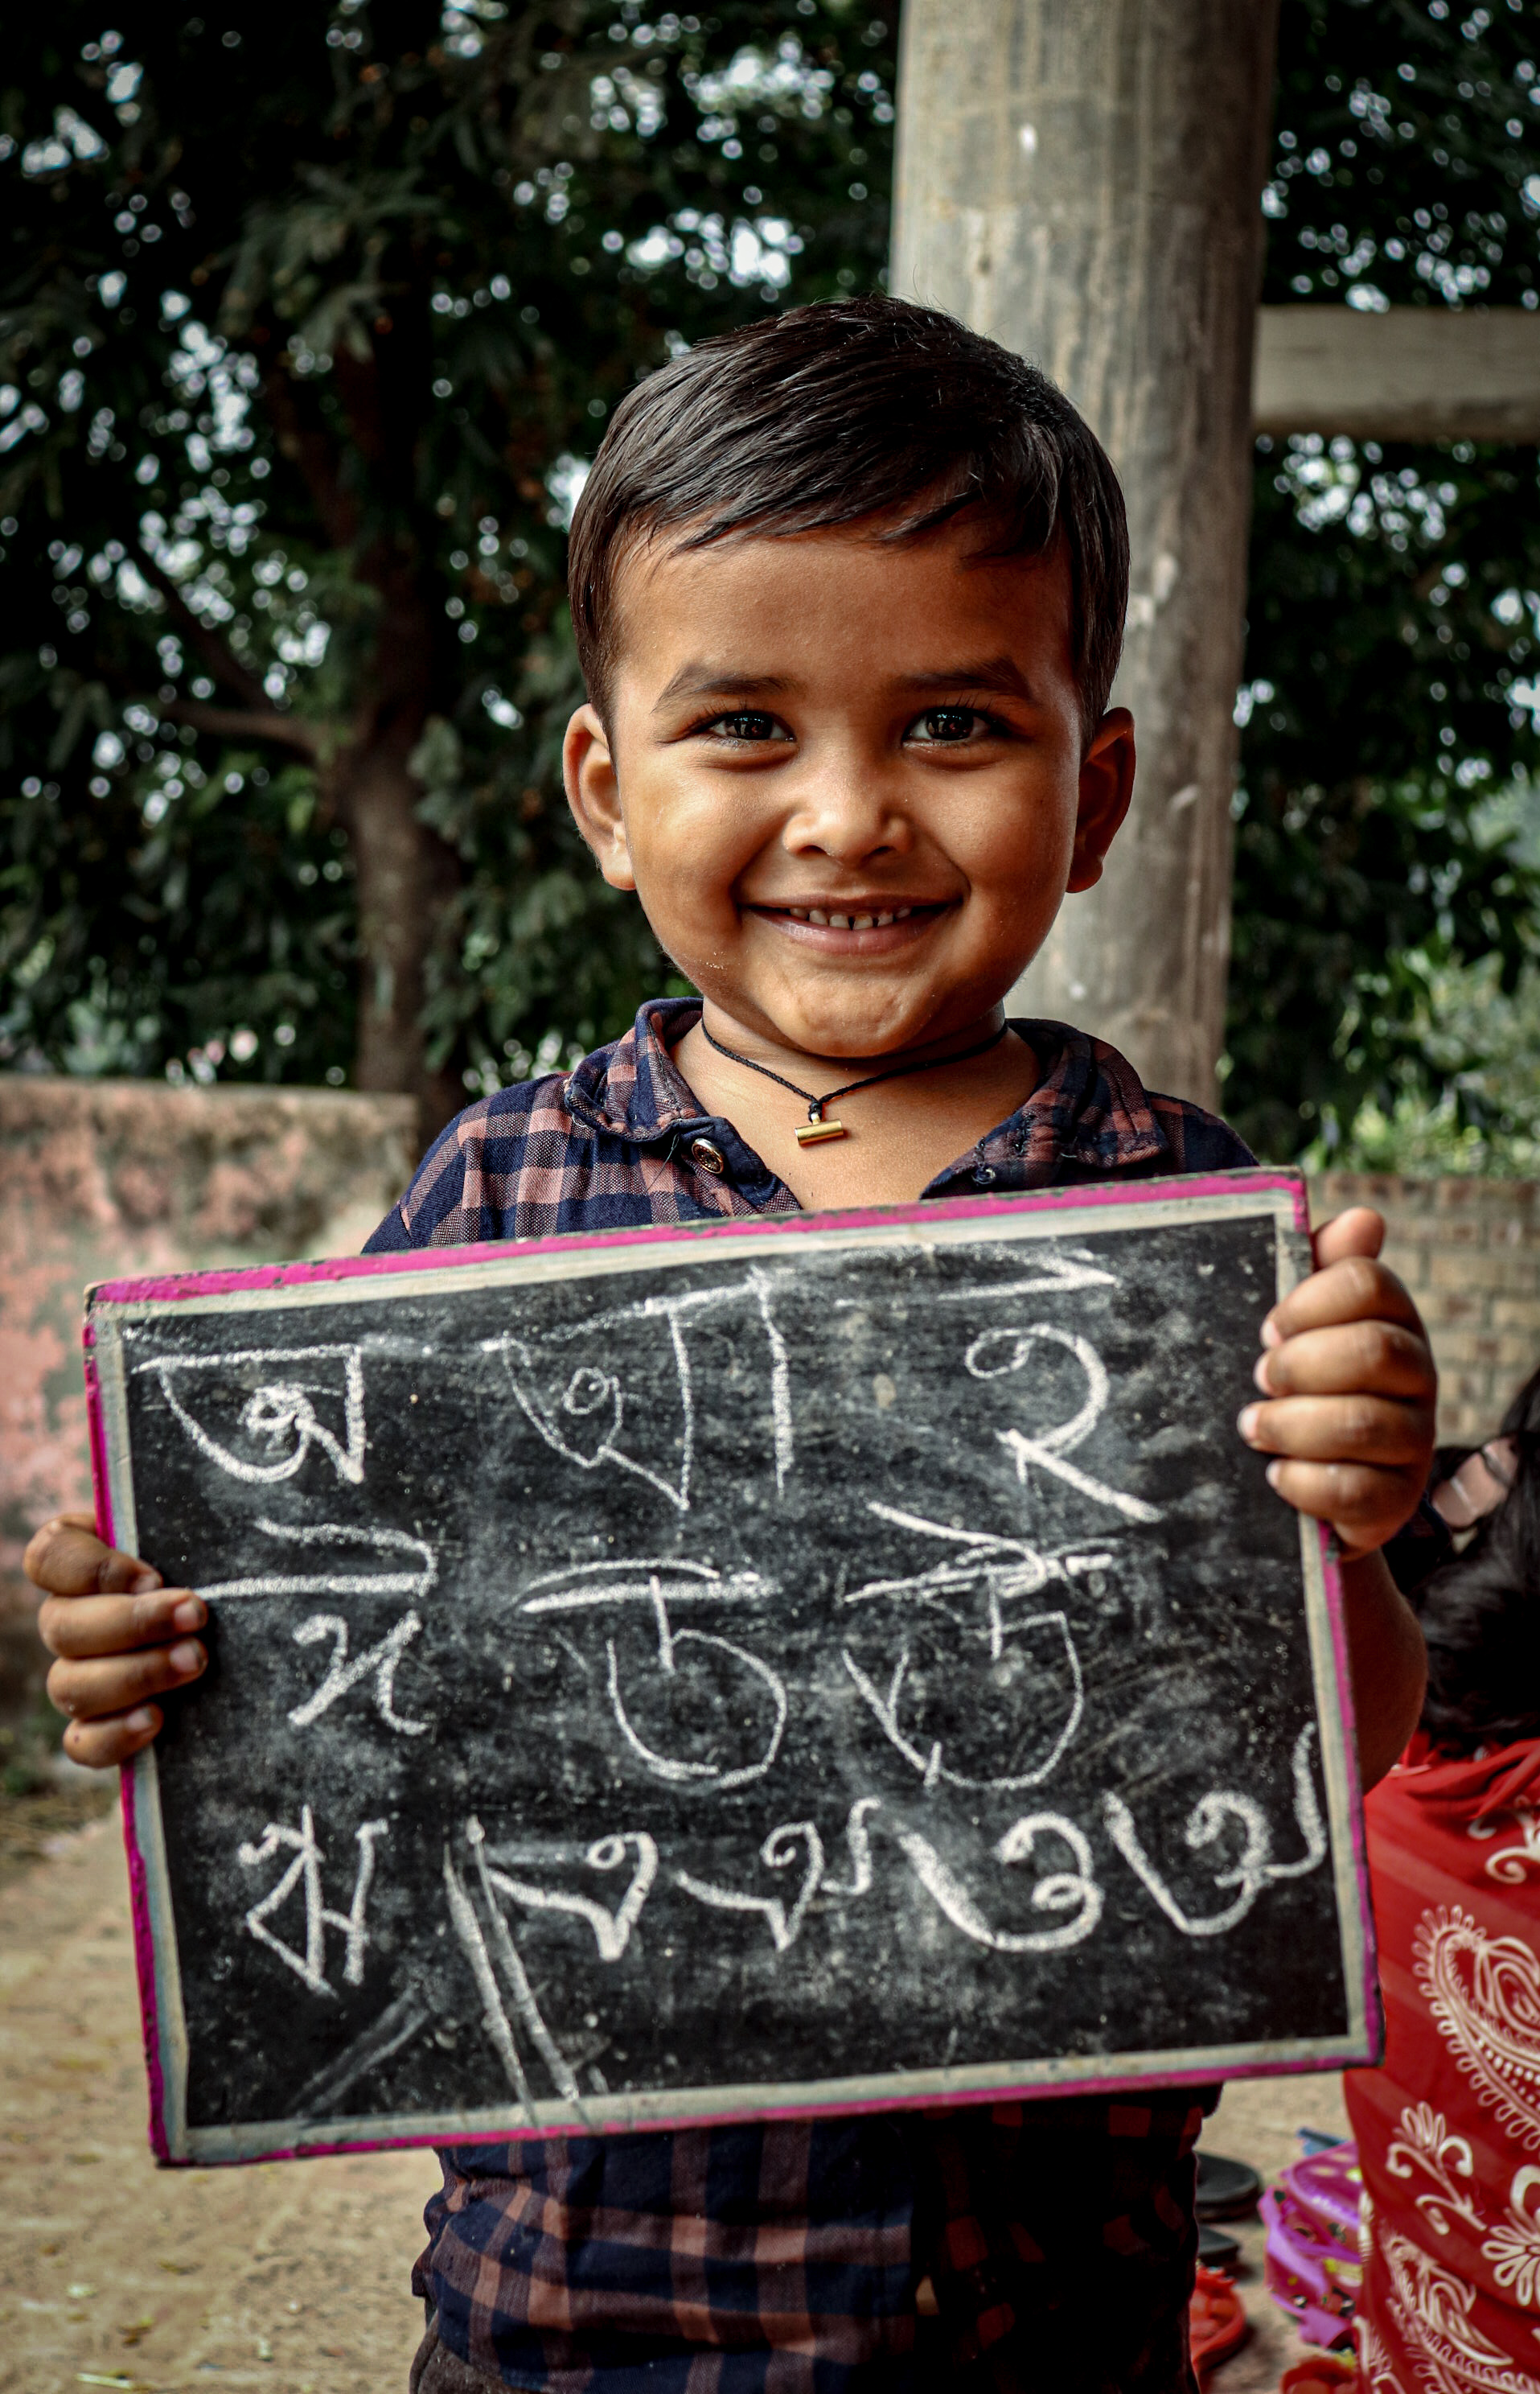 অ আ ই
ঈ উ ঊ
ঋ এ ঐ ও ঔ